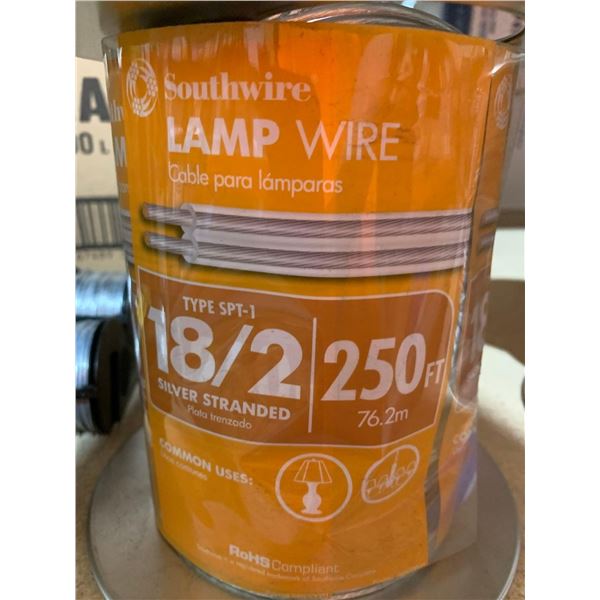 Southwire
LAMP WIRE
Cable para lámparas
TYPE SPT-1
18/2
SILVER STRANDED
Plata trenzado
250 FT
76.2m
COMMON USES:
RoHS Compliant